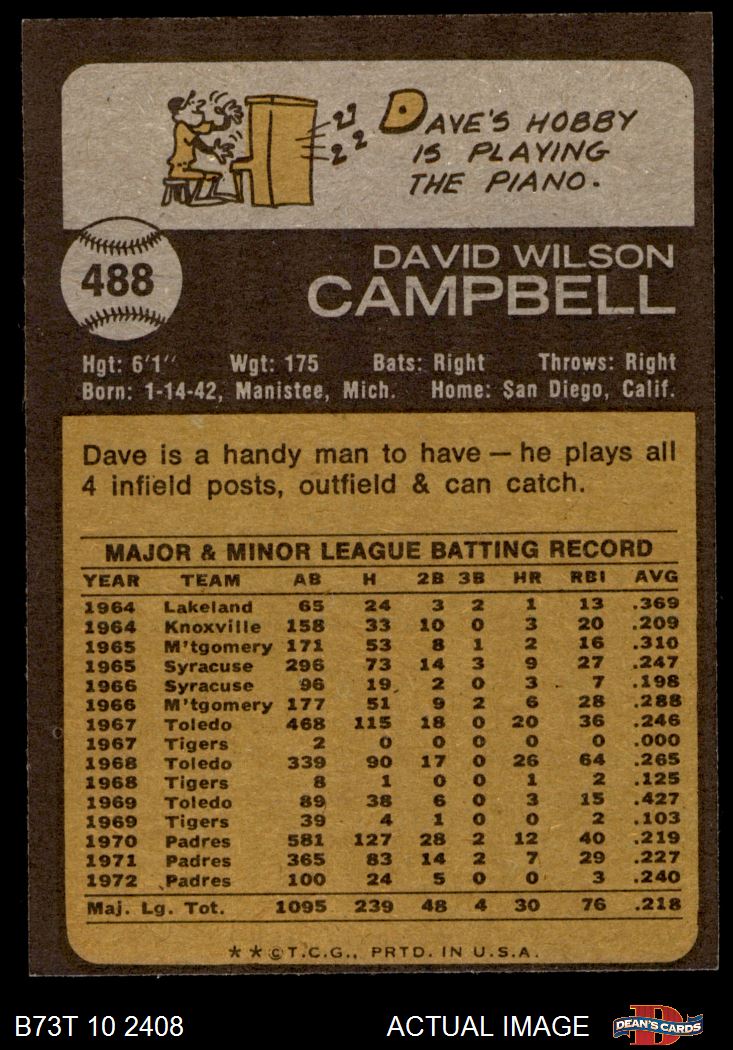 DAVE'S HOBBY
IS PLAYING
THE PIANO.
488
DAVID WILSON
CAMPBELL
Hgt: 6'1" Wgt: 175 Bats: Right Throws: Right
Born: 1-14-42, Manistee, Mich. Home: San Diego, Calif.
Dave is a handy man to have — he plays all
4 infield posts, outfield & can catch.
MAJOR & MINOR LEAGUE BATTING RECORD
YEAR TEAM AB H 2B 3B HR RBI AVG
1964 Lakeland 65 24 3 2 1 13 .369
1964 Knoxville 158 33 10 0 3 20 .209
1965 M'tgomery 171 53 8 1 2 16 .310
1965 Syracuse 296 73 14 3 9 27 .247
1966 Syracuse 96 19 2 0 3 7 .198
1966 M'tgomery 177 51 9 2 6 28 .288
1967 Toledo 468 115 18 0 20 36 .246
1967 Tigers 2 0 0 0 0 0 .000
1968 Toledo 339 90 17 0 26 64 .265
1968 Tigers 8 1 0 0 1 2 .125
1969 Toledo 89 38 6 0 3 15 .427
1969 Tigers 39 4 1 0 0 2 .103
1970 Padres 581 127 28 2 12 40 .219
1971 Padres 365 83 14 2 7 29 .227
1972 Padres 100 24 5 0 0 3 .240
Maj. Lg. Tot. 1095 239 48 4 30 76 .218
* * © T.C.G., PRTD. IN U.S.A.
B73T 10 2408 ACTUAL IMAGE DEAN'S CARDS